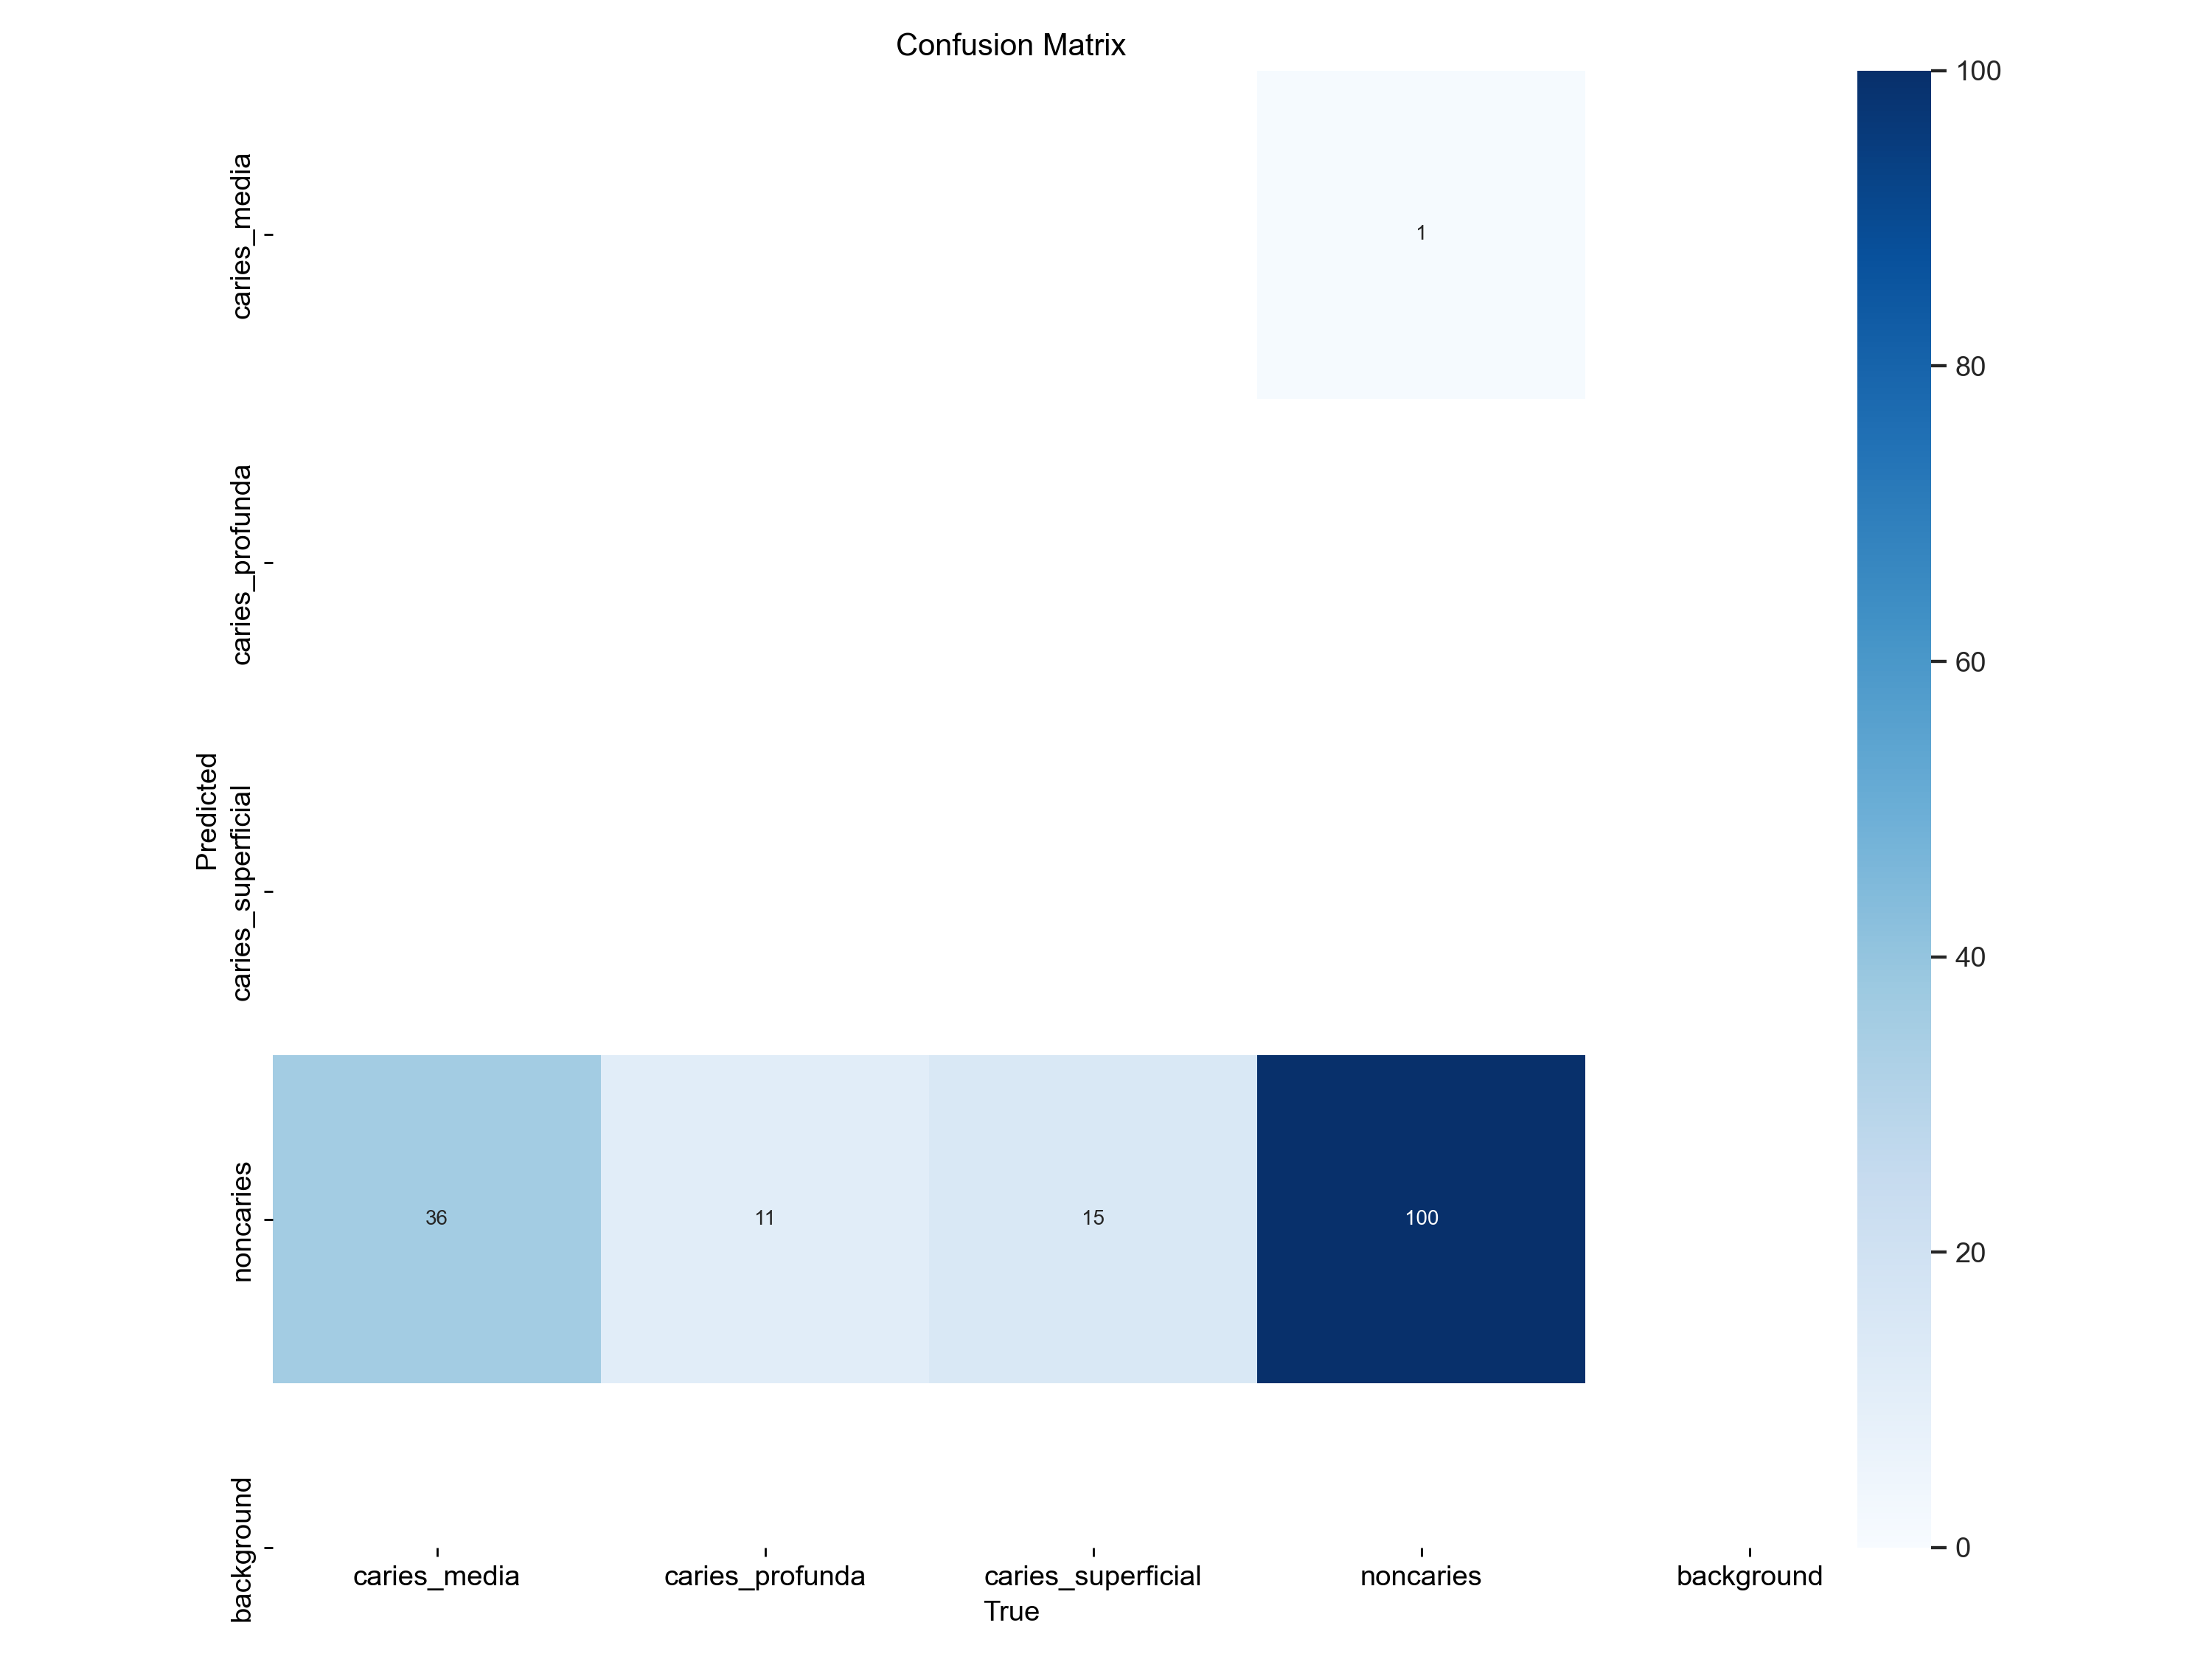 Confusion Matrix
Predicted
caries_media
caries_profunda
caries_superficial
noncaries
background
1
36 11 15 100
caries_media caries_profunda caries_superficial noncaries background
True
100
80
60
40
20
0